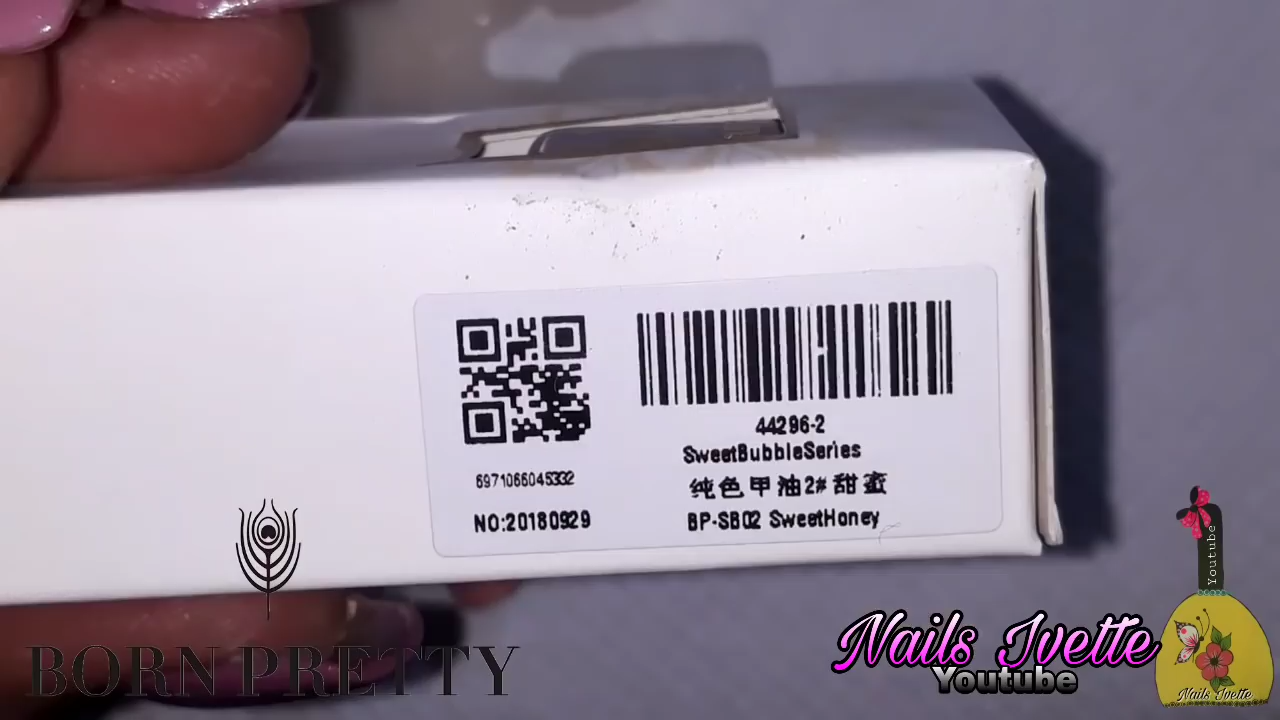 44296-2
SweetBubbleSeries
纯色甲油2#甜蜜
BP-SB02 SweetHoney
6971066045332
NO:20180929
BORN PRETTY
Nails Ivette
Youtube
Youtube
Nails Ivette